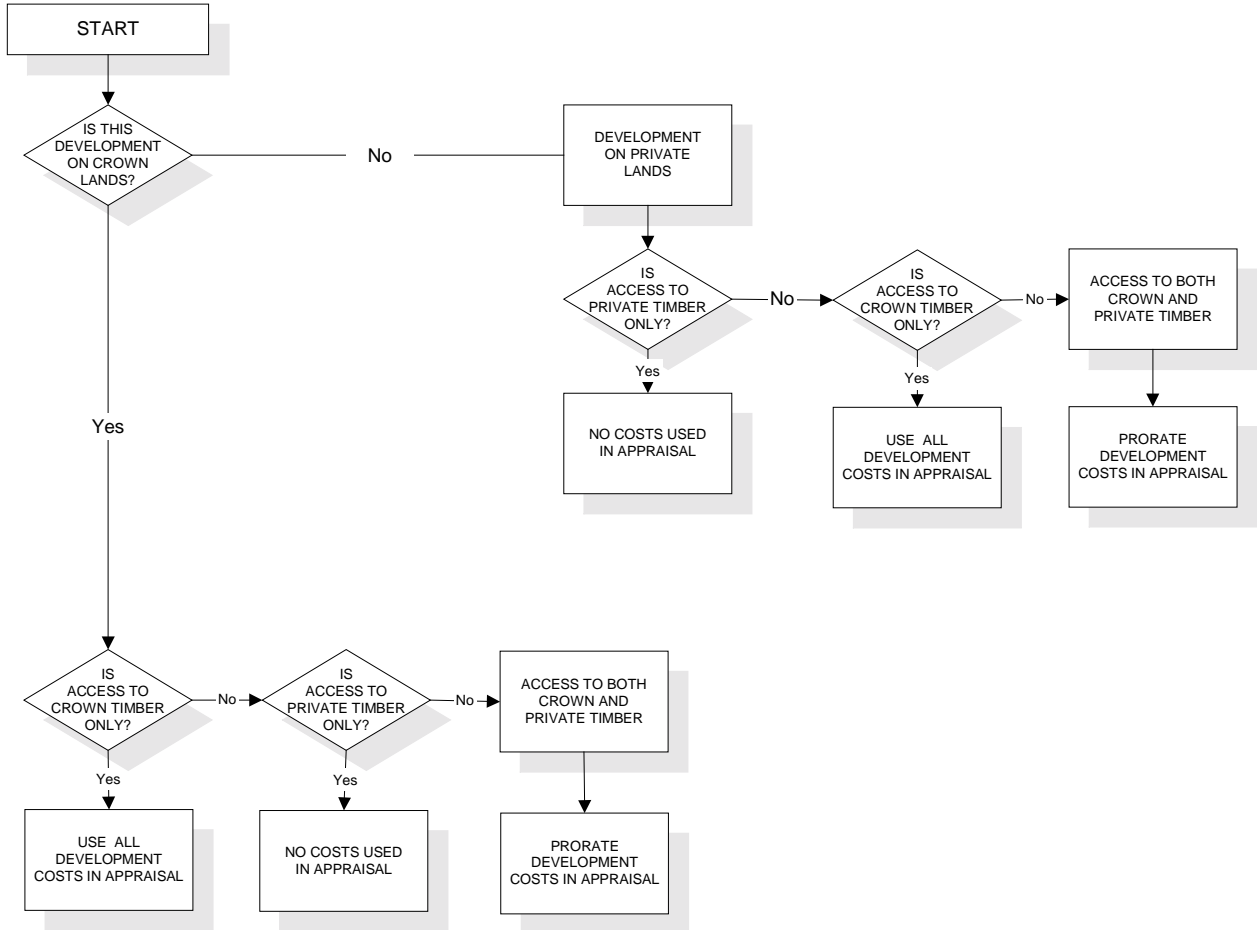 START
IS THIS
DEVELOPMENT
ON CROWN
LANDS?
No
DEVELOPMENT
ON PRIVATE
LANDS
IS
ACCESS TO
PRIVATE TIMBER
ONLY?
No
IS
ACCESS TO
CROWN TIMBER
ONLY?
No
ACCESS TO BOTH
CROWN AND
PRIVATE TIMBER
Yes
Yes
NO COSTS USED
IN APPRAISAL
USE ALL
DEVELOPMENT
COSTS IN APPRAISAL
PRORATE
DEVELOPMENT
COSTS IN APPRAISAL
Yes
IS
ACCESS TO
CROWN TIMBER
ONLY?
No
IS
ACCESS TO
PRIVATE TIMBER
ONLY?
No
ACCESS TO BOTH
CROWN AND
PRIVATE TIMBER
Yes
Yes
USE ALL
DEVELOPMENT
COSTS IN APPRAISAL
NO COSTS USED
IN APPRAISAL
PRORATE
DEVELOPMENT
COSTS IN APPRAISAL